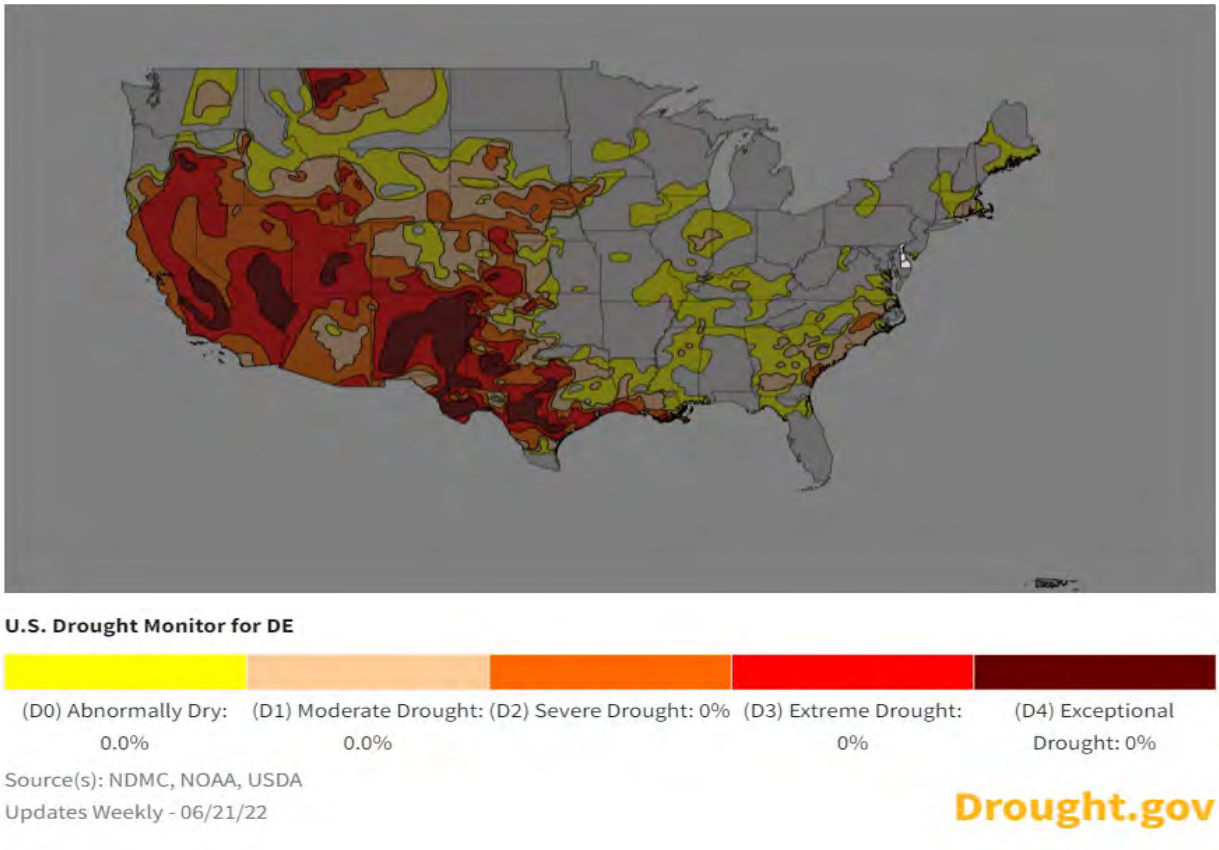 U.S. Drought Monitor for DE
(D0) Abnormally Dry: (D1) Moderate Drought: (D2) Severe Drought: 0% (D3) Extreme Drought: (D4) Exceptional
0.0% 0.0% 0% Drought: 0%
Source(s): NDMC, NOAA, USDA
Updates Weekly - 06/21/22
Drought.gov